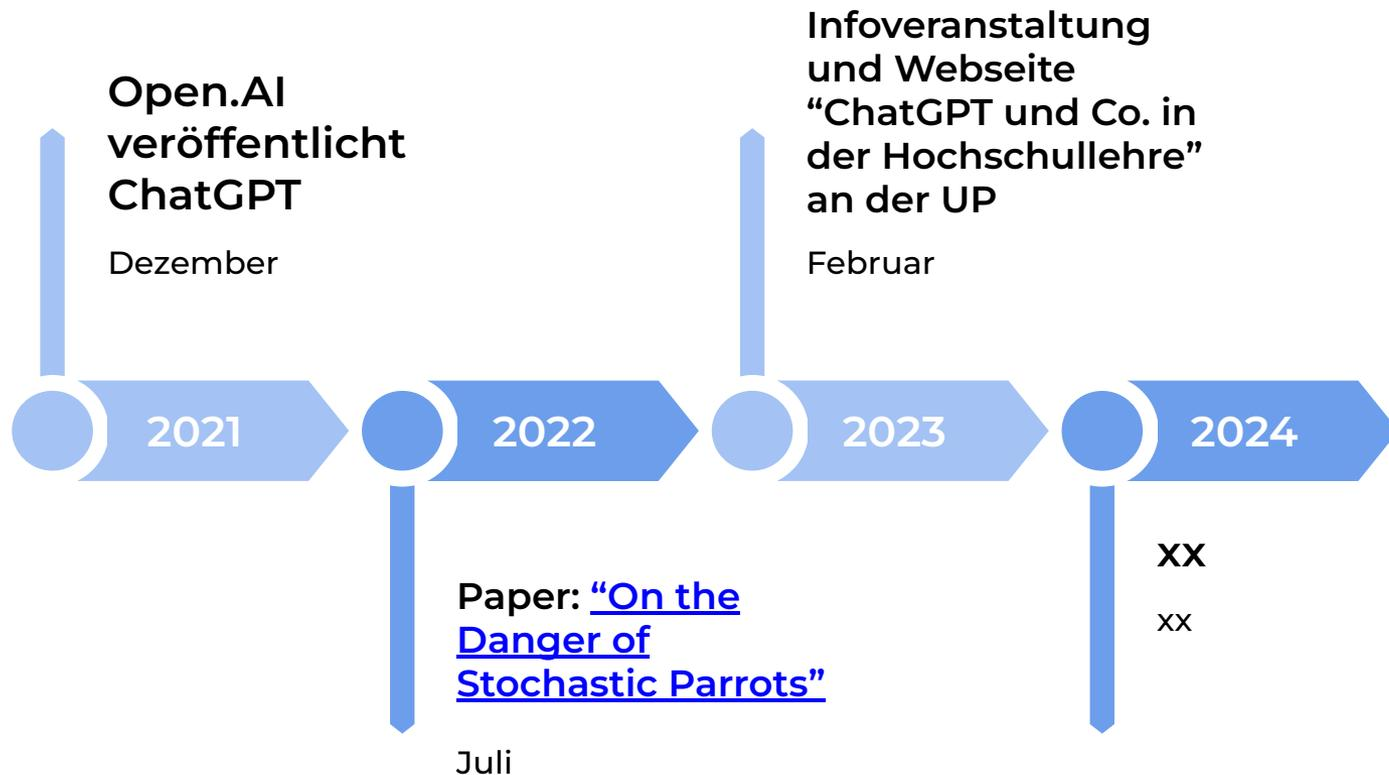 Open.AI
veröffentlicht
ChatGPT
Dezember
Infoveranstaltung
und Webseite
“ChatGPT und Co. in
der Hochschullehre”
an der UP
Februar
2021
2022
2023
2024
Paper: “On the
Danger of
Stochastic Parrots”
Juli
xx
xx